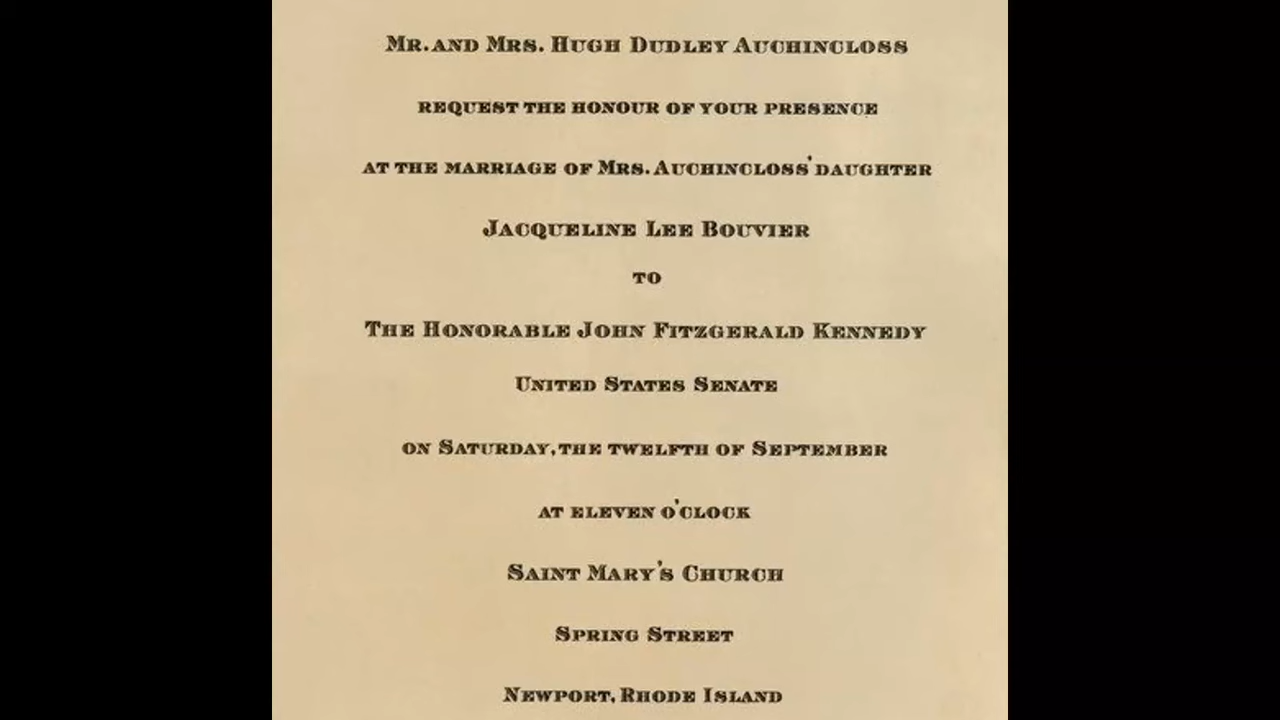 Mr. and Mrs. Hugh Dudley Auchincloss
request the honour of your presence
at the marriage of Mrs. Auchincloss' daughter
Jacqueline Lee Bouvier
to
The Honorable John Fitzgerald Kennedy
United States Senate
on Saturday, the twelfth of September
at eleven o'clock
Saint Mary's Church
Spring Street
Newport, Rhode Island